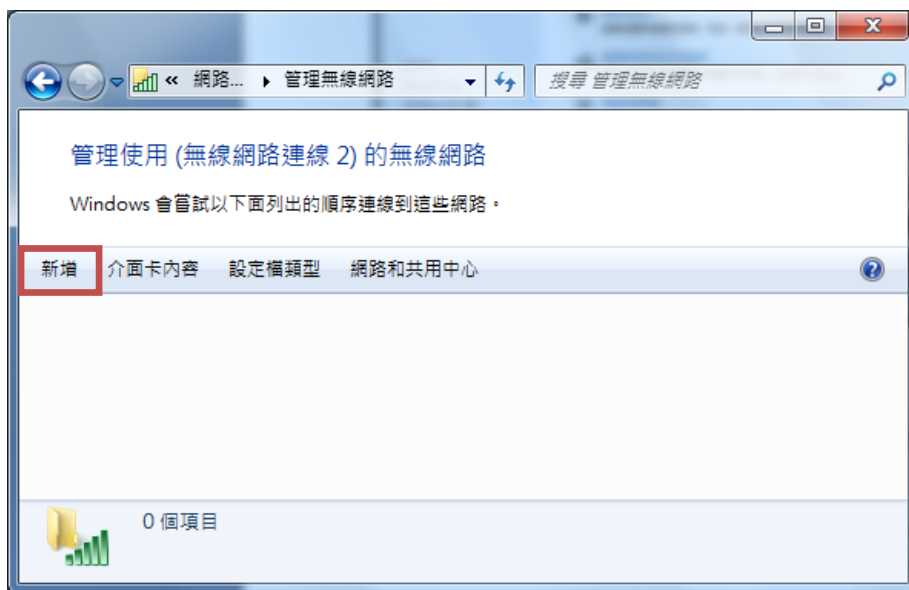 « 網路... ▸ 管理無線網路
搜尋 管理無線網路
管理使用 (無線網路連線 2) 的無線網路
Windows 會嘗試以下面列出的順序連線到這些網路。
新增 介面卡內容 設定檔類型 網路和共用中心
0 個項目